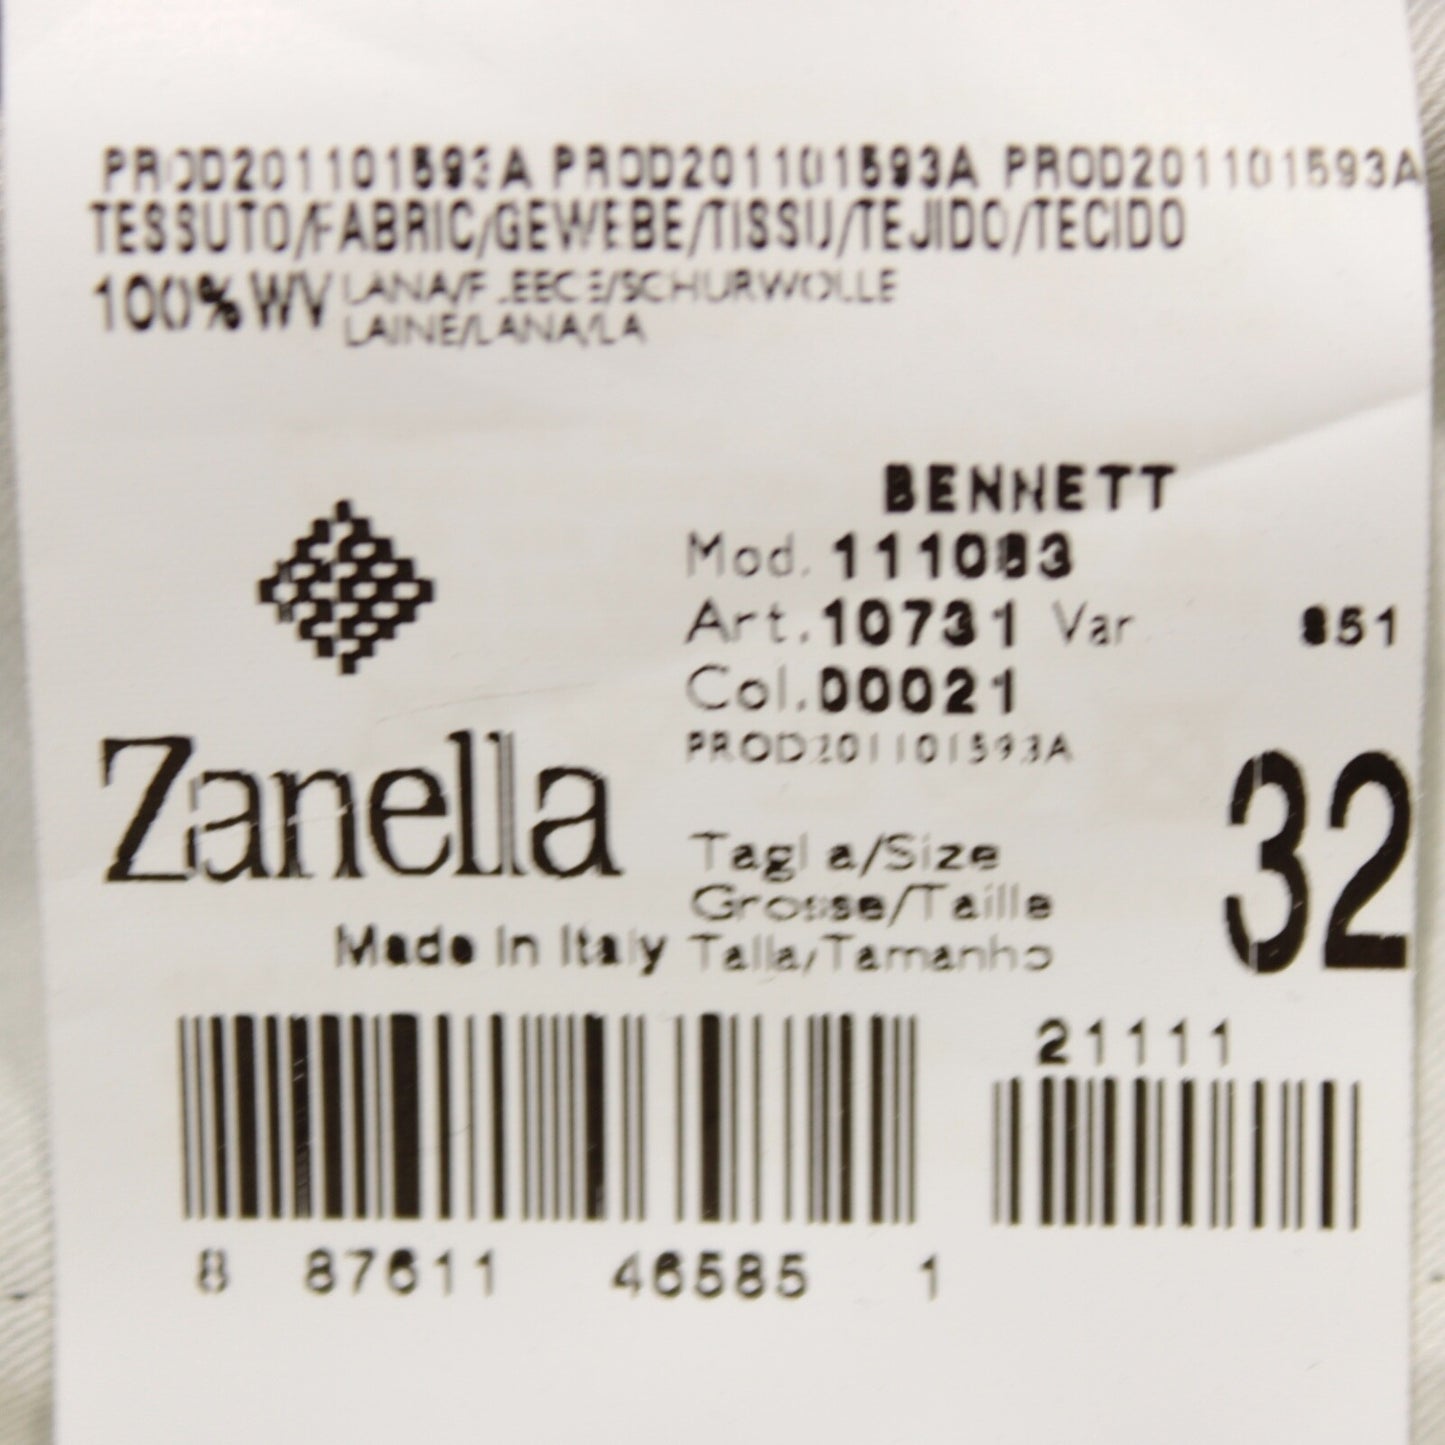 PROD201101593A PROD201101593A PROD201101593A
TESSUTO/FABRIC/GEWEBE/TISSU/TEJIDO/TECIDO
100%WV LANA/FLEECE/SCHURWOLLE
LAINE/LANA/LA
BENNETT
Mod. 111083
Art. 10731 Var 851
Col. 00021
PROD201101593A
Zanella
Made In Italy
Taglia/Size
Grosse/Taille
Talla/Tamanho
32
21111
8 87611 46585 1